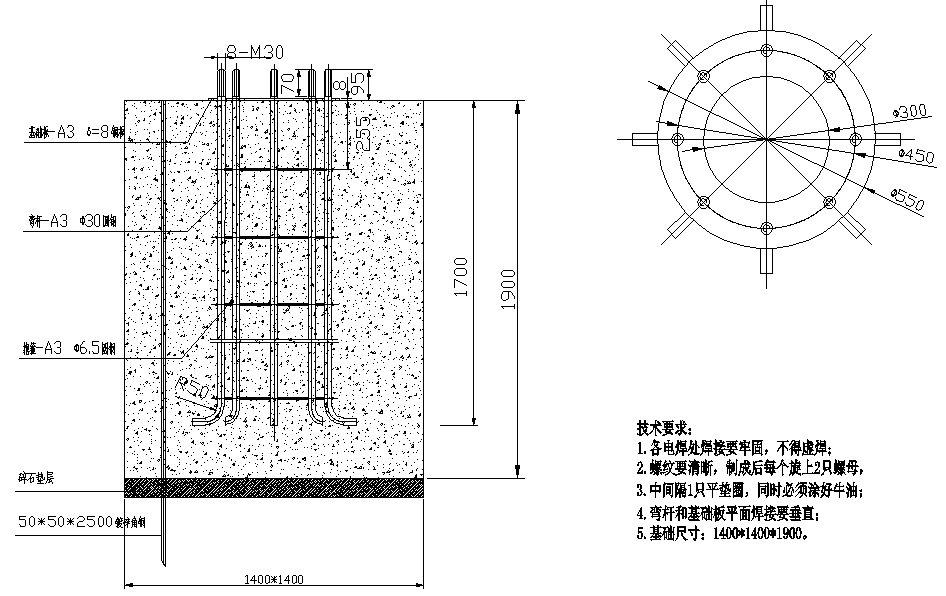 8-M30
70
8
95
255
基础板-A3 δ=8钢板
弯杆-A3 Φ30圆钢
1700
1900
箍筋-A3 Φ6.5圆钢
R50
碎石垫层
50*50*2500镀锌角钢
1400*1400
Φ300
Φ450
Φ550
技术要求：
1.各电焊处焊接要牢固，不得虚焊；
2.螺纹要清晰，制成后每个旋上2只螺母，
3.中间隔1只平垫圈，同时必须涂好牛油；
4.弯杆和基础板平面焊接要垂直；
5.基础尺寸：1400*1400*1900。